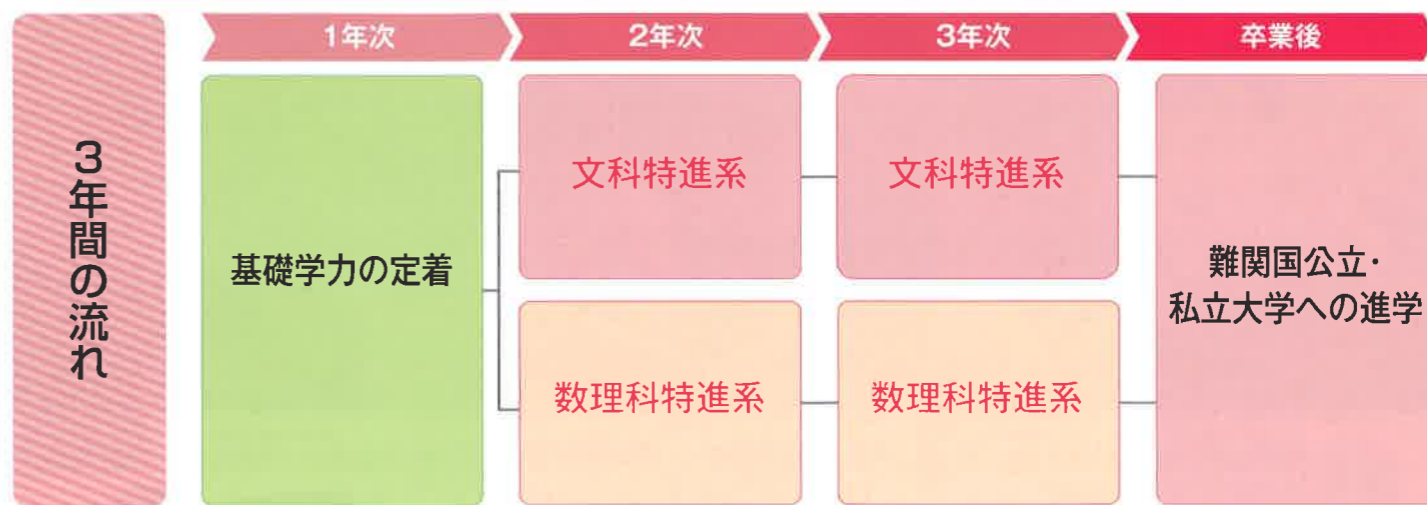 3年間の流れ
1年次
2年次
3年次
卒業後
基礎学力の定着
文科特進系
文科特進系
数理科特進系
数理科特進系
難関国公立・
私立大学への進学